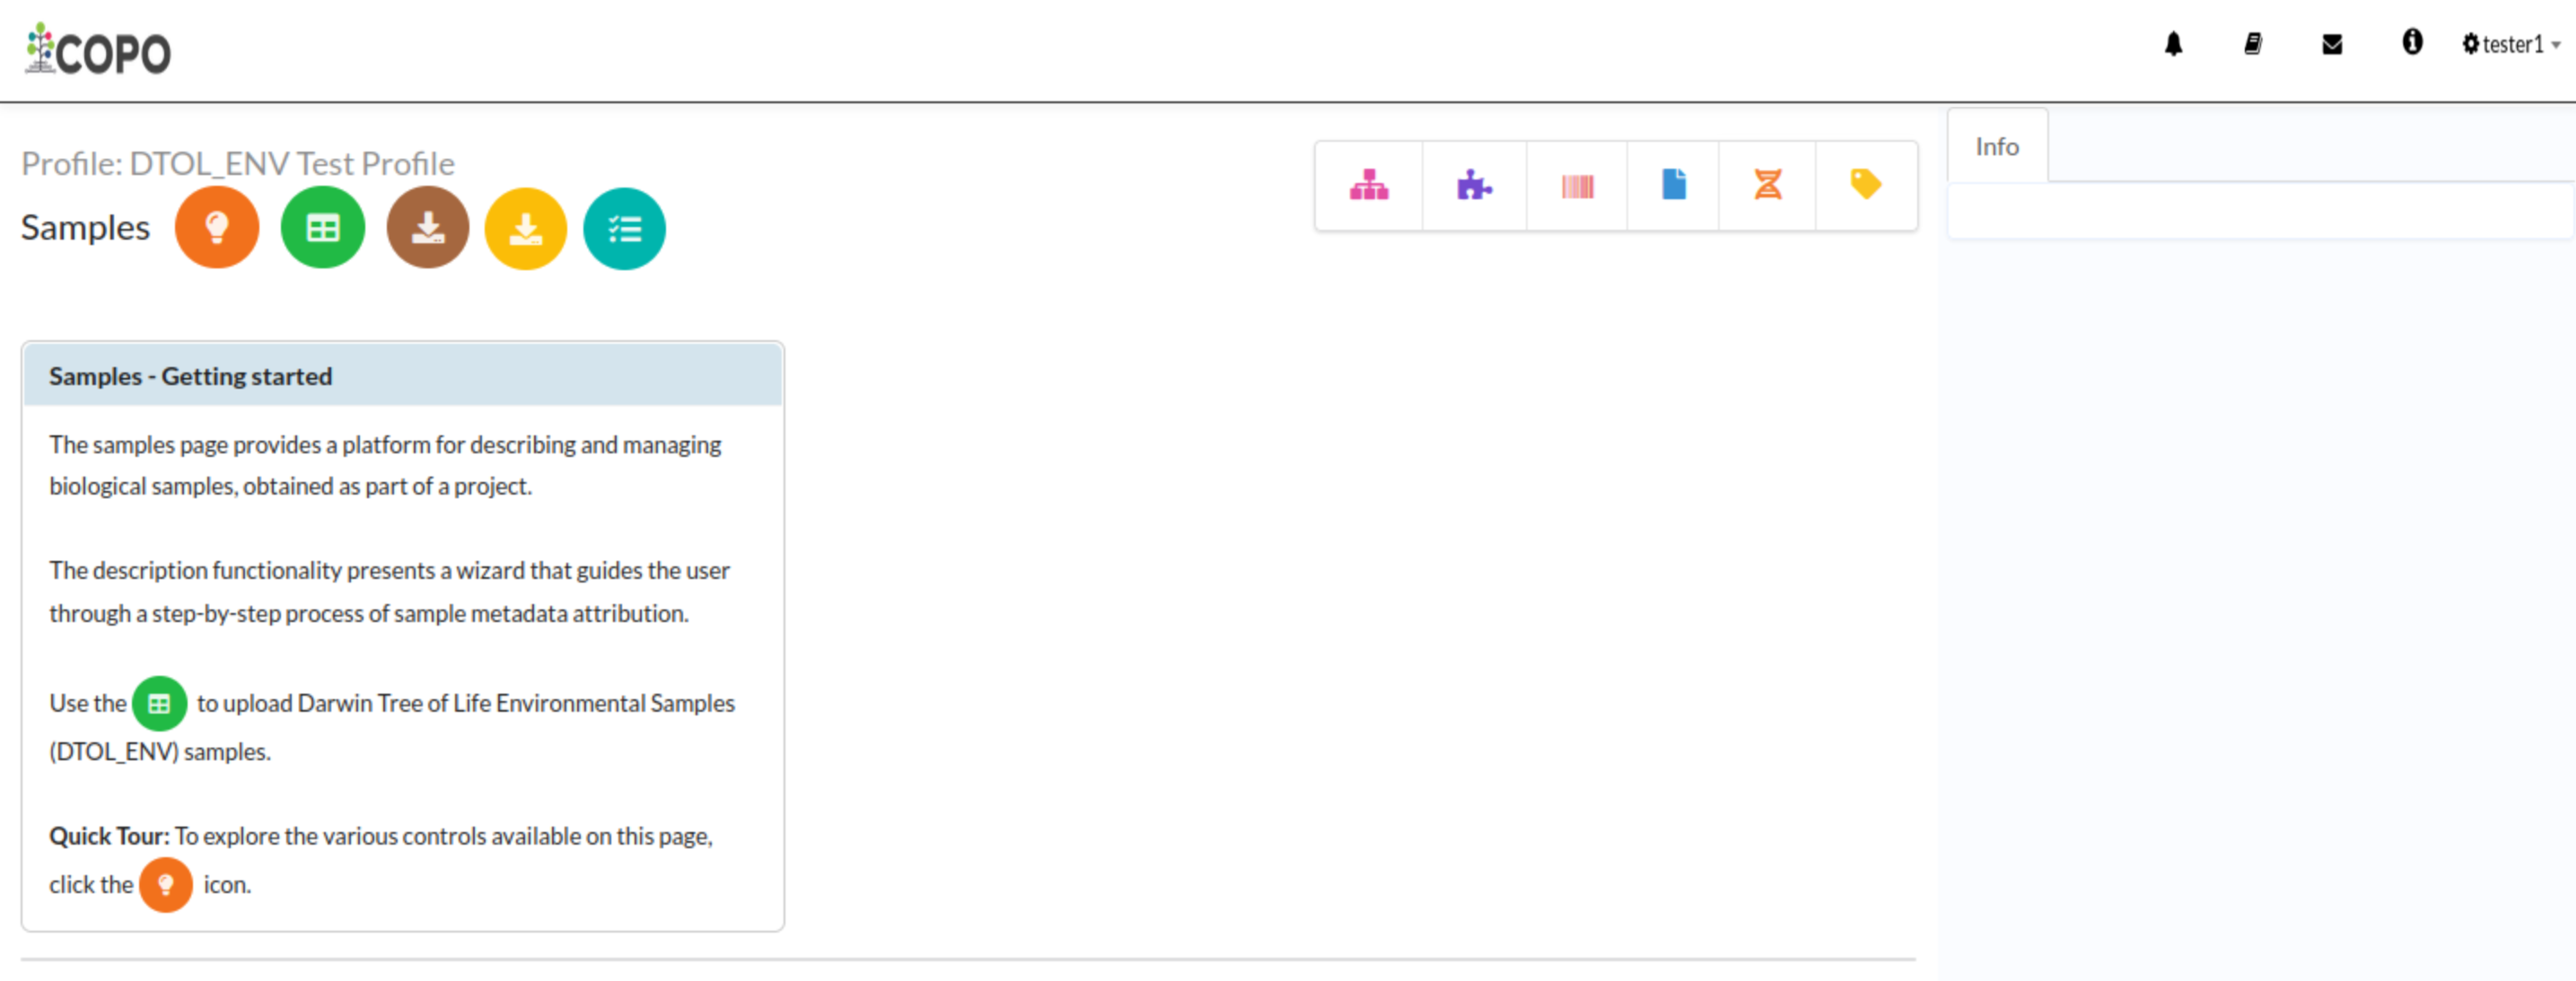 COPO
tester1
Profile: DTOL_ENV Test Profile
Samples
Info
Samples - Getting started
The samples page provides a platform for describing and managing
biological samples, obtained as part of a project.
The description functionality presents a wizard that guides the user
through a step-by-step process of sample metadata attribution.
Use the to upload Darwin Tree of Life Environmental Samples
(DTOL_ENV) samples.
Quick Tour: To explore the various controls available on this page,
click the icon.